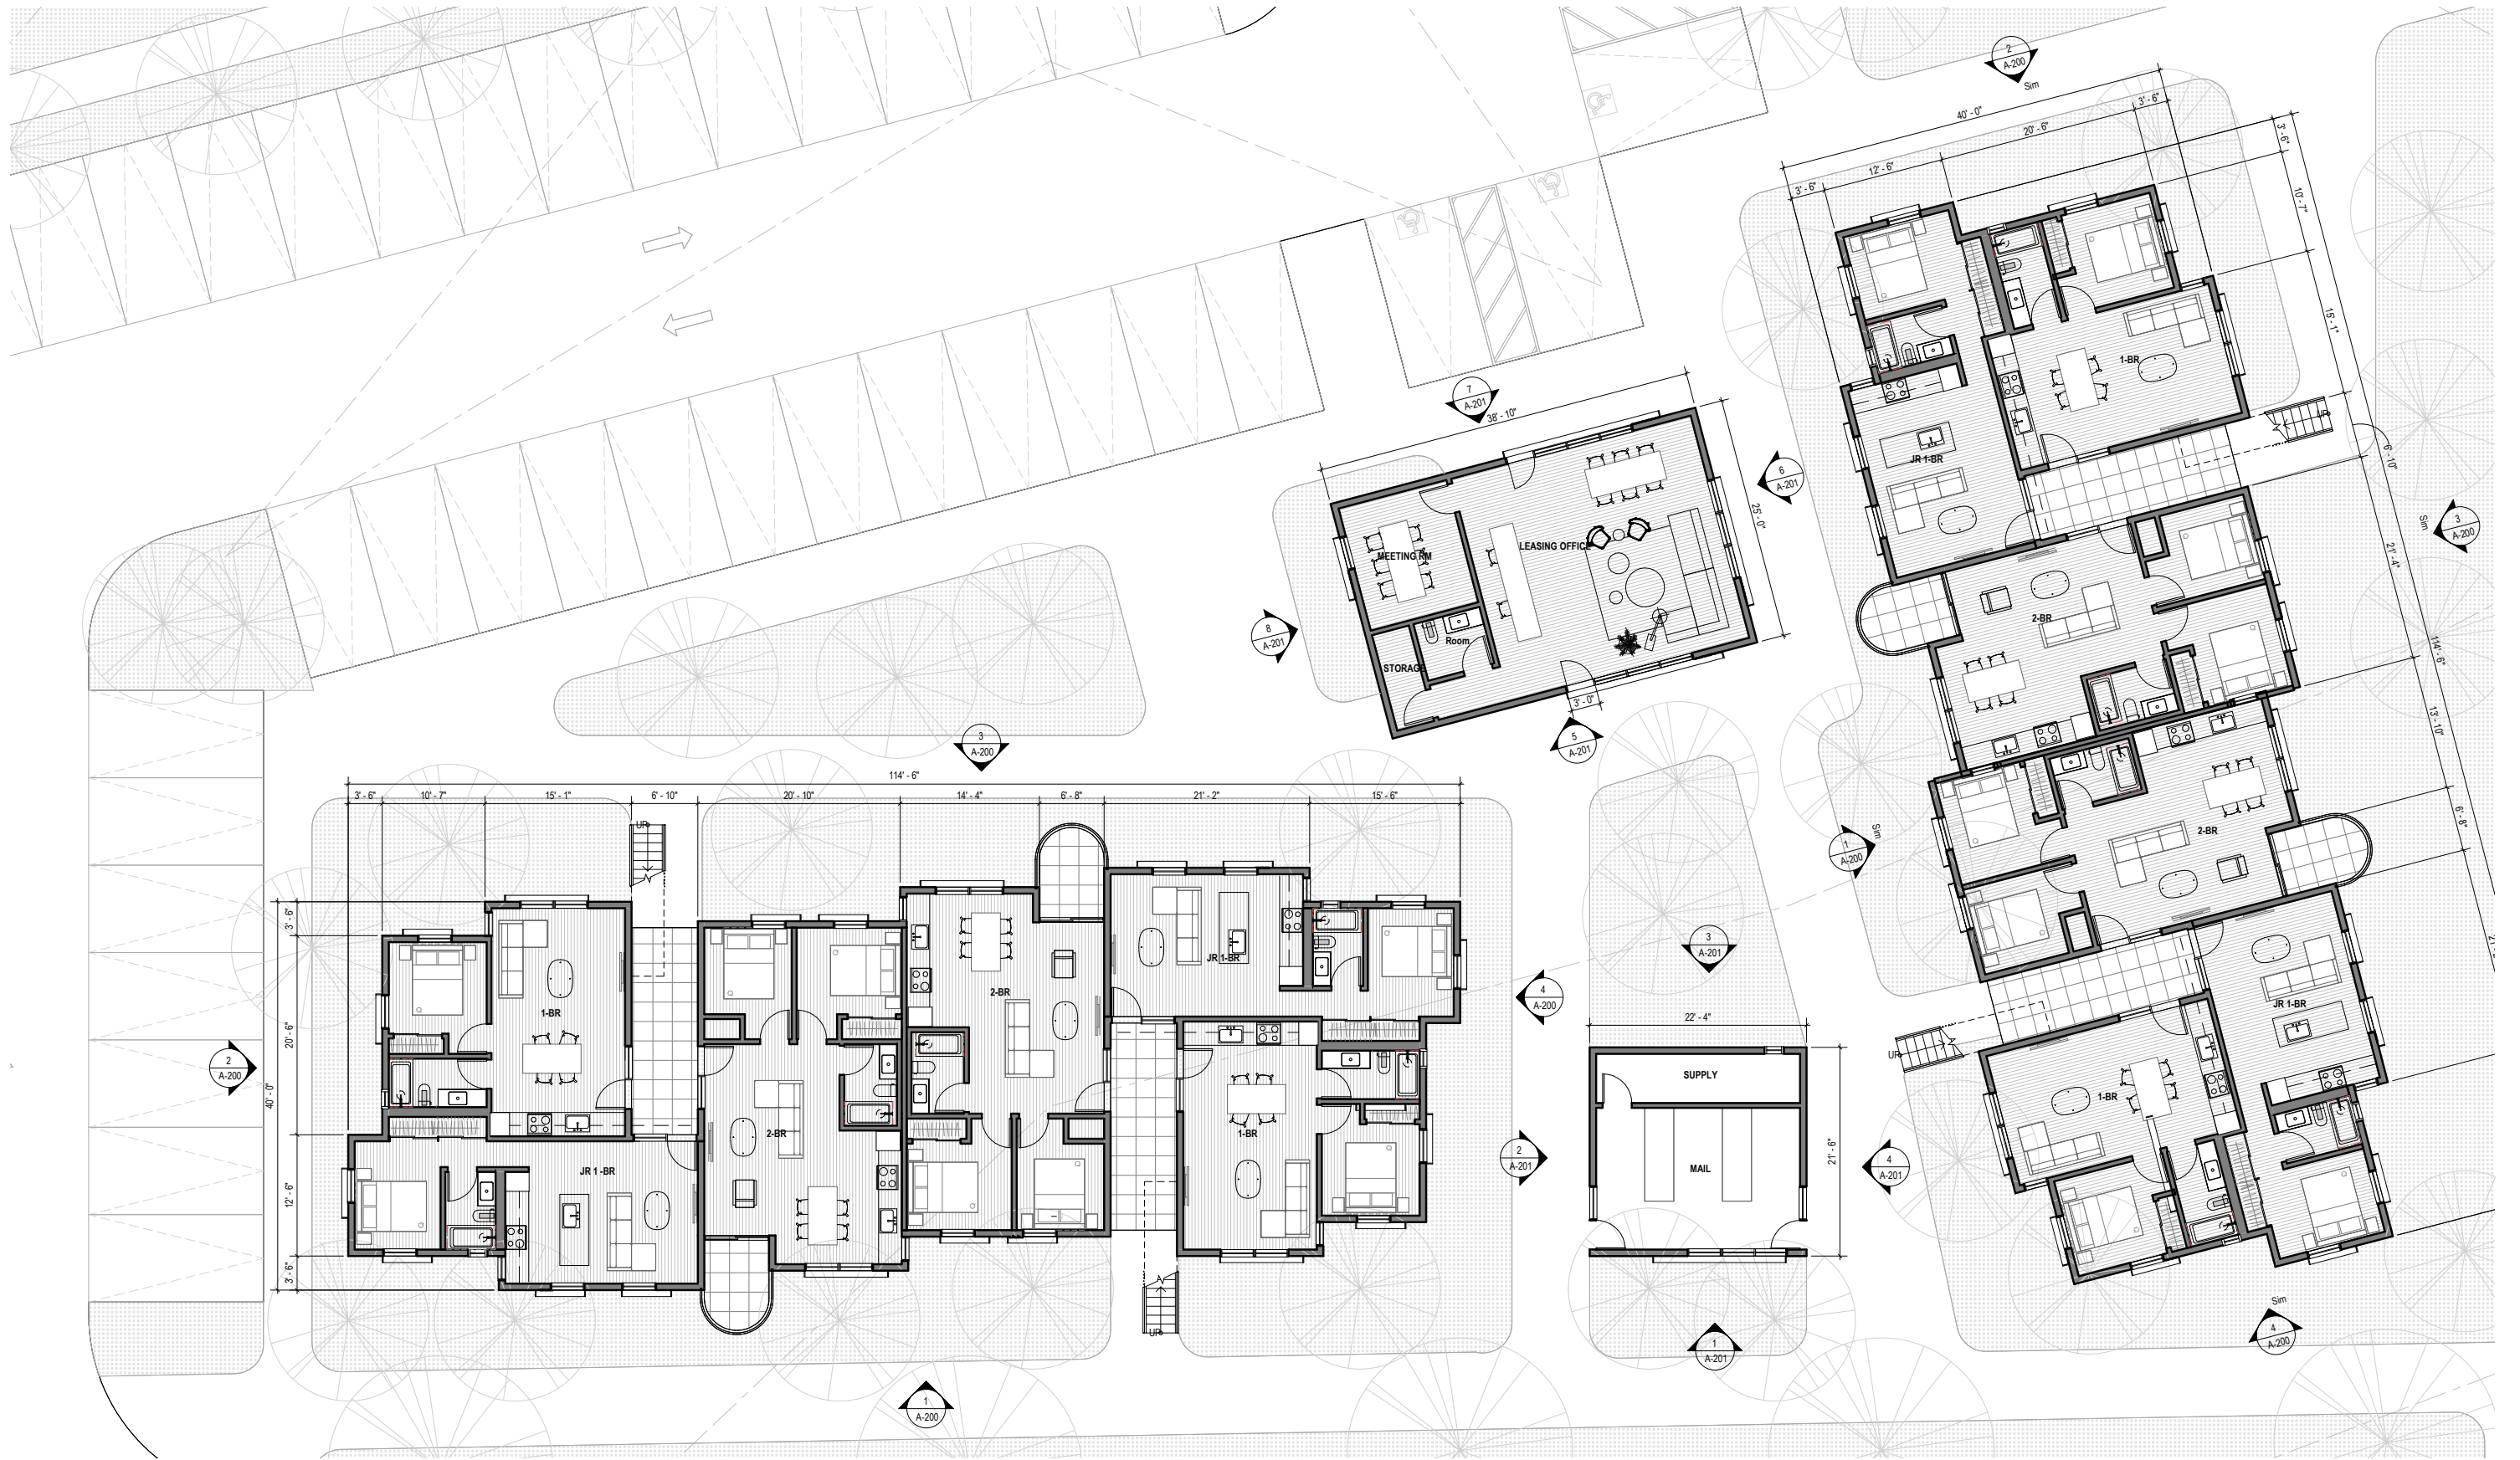 2
A-200
Sim
40' - 0"
3' - 6"
20' - 6"
12' - 6"
3' - 6"
3' - 6"
10' - 7"
15' - 1"
1-BR
UP
6' - 10"
JR 1-BR
3
A-200
Sim
21' - 4"
114' - 6"
2-BR
13' - 10"
7
A-201
38' - 10"
6
A-201
25' - 0"
MEETING RM
LEASING OFFICE
Room
STORAGE
8
A-201
3' - 0"
5
A-201
3
A-200
114' - 6"
3' - 6"
10' - 7"
15' - 1"
6' - 10"
20' - 10"
14' - 4"
6' - 8"
21' - 2"
15' - 6"
UP
1
A-200
Sim
2-BR
6' - 8"
3' - 6"
20' - 6"
40' - 0"
12' - 6"
3' - 6"
2
A-200
1-BR
JR 1 -BR
2-BR
2-BR
JR 1-BR
1-BR
UP
4
A-200
3
A-201
22' - 4"
SUPPLY
MAIL
21' - 6"
2
A-201
4
A-201
JR 1-BR
1-BR
UP
1
A-201
4
A-200
Sim
1
A-200